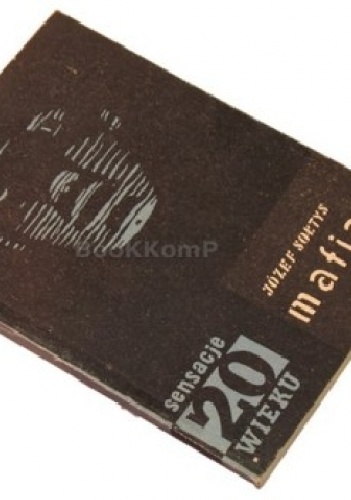 BooKKomP
JÓZEF SOŁTYS
mafia
sensacje
20
WIEKU